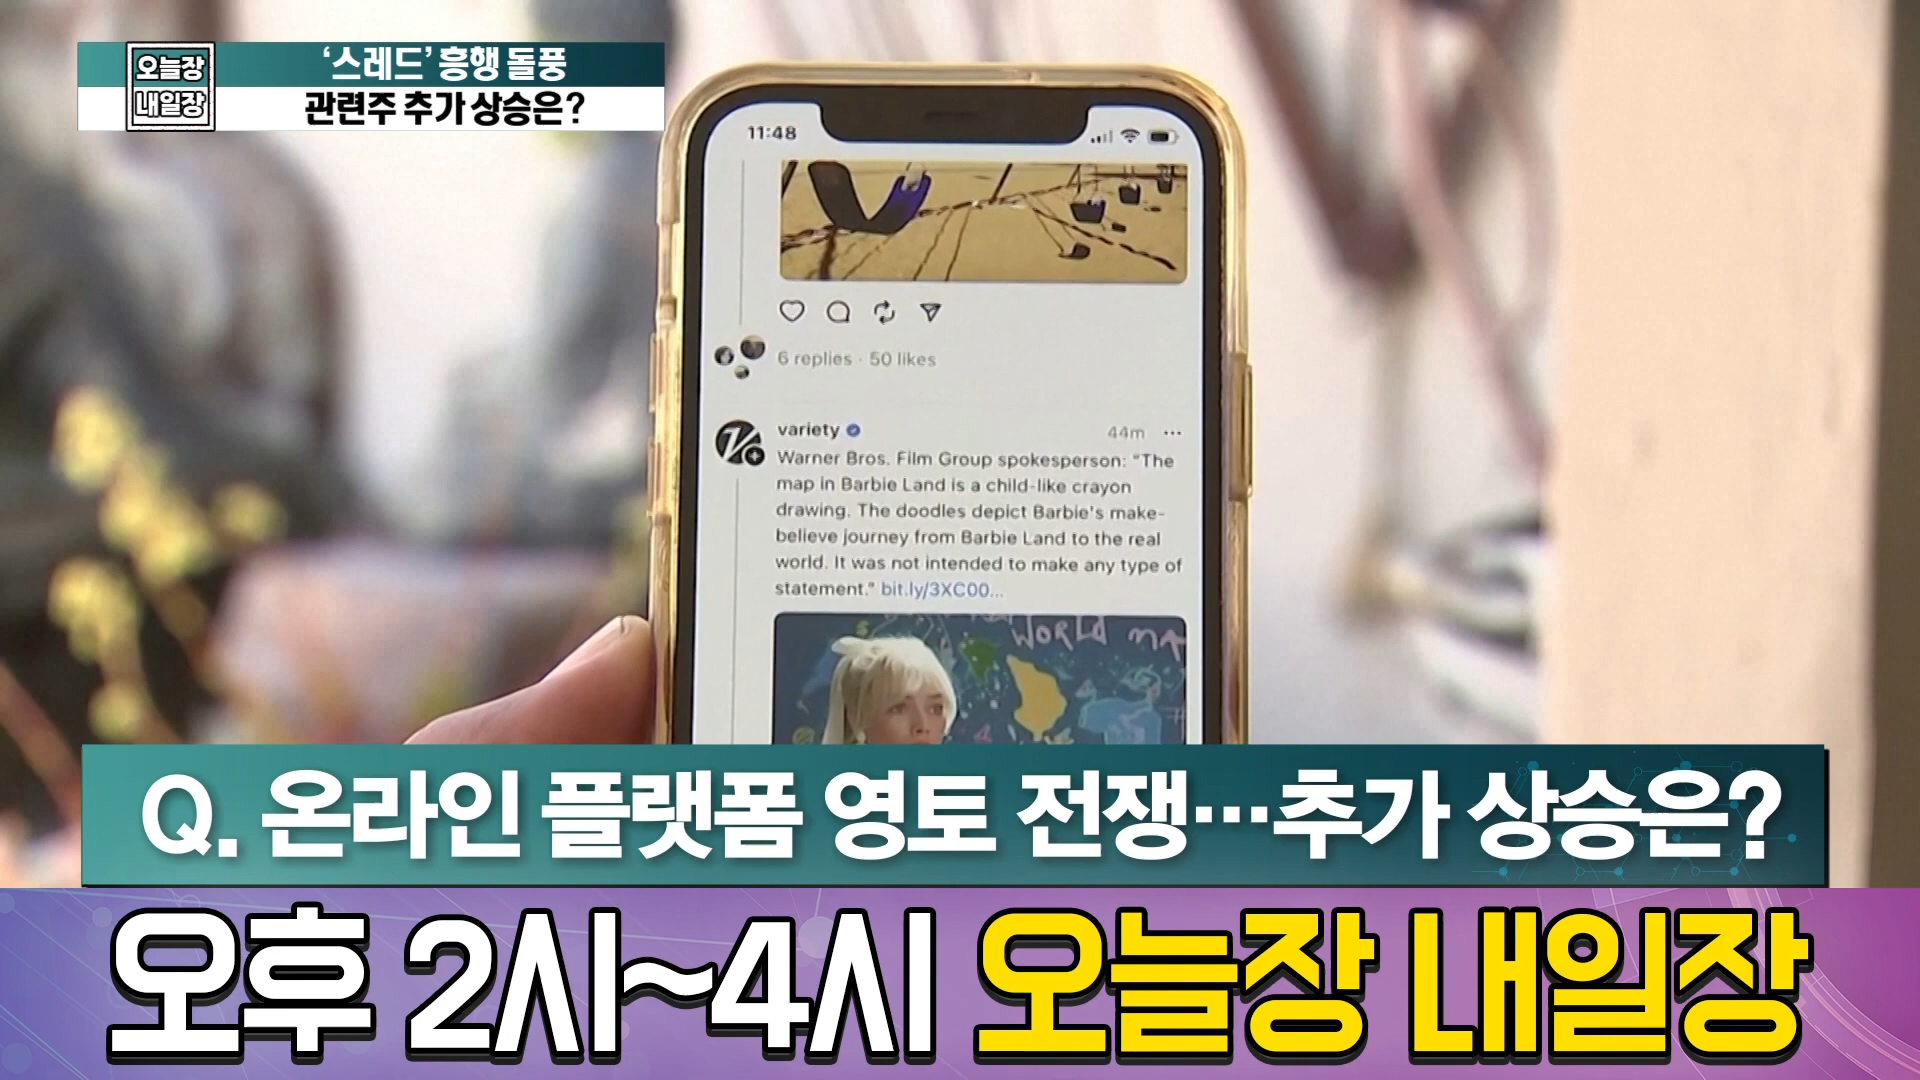 오늘장
내일장
‘스레드’ 흥행 돌풍
관련주 추가 상승은?
11:48
6 replies · 50 likes
variety
44m
Warner Bros. Film Group spokesperson: "The
map in Barbie Land is a child-like crayon
drawing. The doodles depict Barbie's make-
believe journey from Barbie Land to the real
world. It was not intended to make any type of
statement." bit.ly/3XC00...
WORLD MA
Q. 온라인 플랫폼 영토 전쟁…추가 상승은?
오후 2시~4시 오늘장 내일장